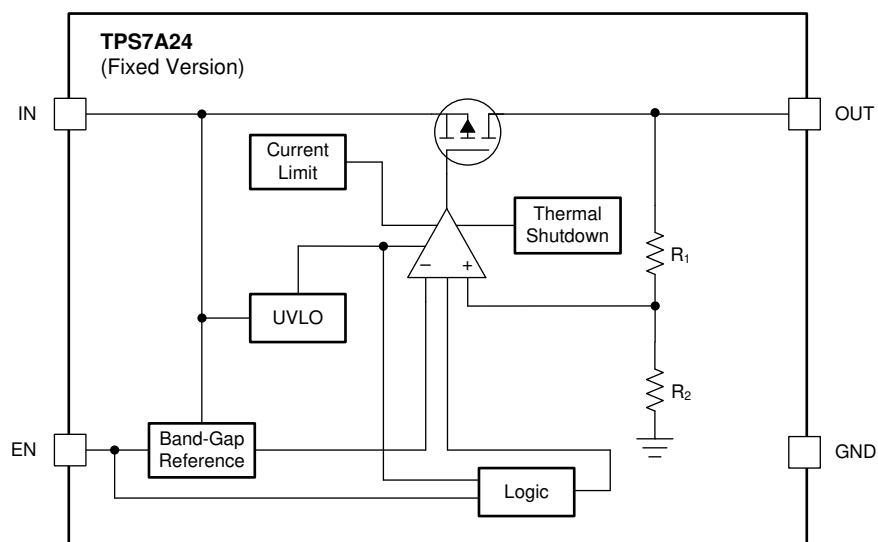 TPS7A24
(Fixed Version)
IN
OUT
Current
Limit
Thermal
Shutdown
− +
R1
UVLO
R2
EN
Band-Gap
Reference
GND
Logic